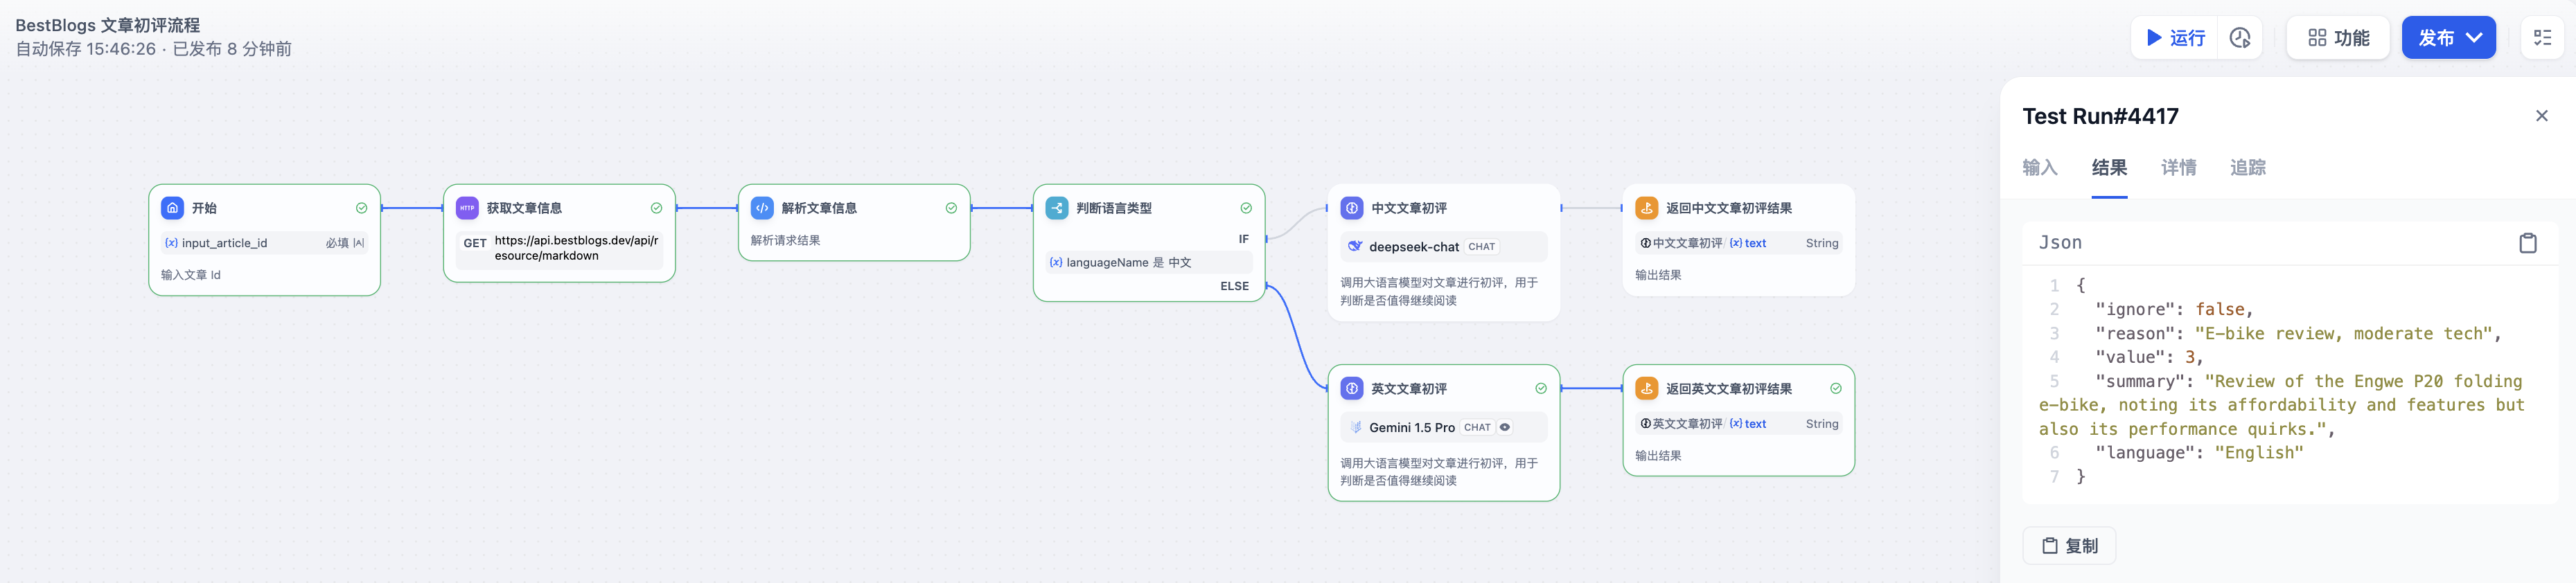 BestBlogs 文章初评流程
自动保存 15:46:26 · 已发布 8 分钟前
运行
功能
发布
开始
input_article_id
必填
输入文章 Id
HTTP
获取文章信息
GET
https://api.bestblogs.dev/api/r
esource/markdown
解析文章信息
解析请求结果
判断语言类型
IF
{x} languageName 是 中文
ELSE
中文文章初评
deepseek-chat CHAT
调用大语言模型对文章进行初评，用于
判断是否值得继续阅读
返回中文文章初评结果
中文文章初评/{x} text String
输出结果
英文文章初评
Gemini 1.5 Pro CHAT
调用大语言模型对文章进行初评，用于
判断是否值得继续阅读
返回英文文章初评结果
英文文章初评/{x} text String
输出结果
Test Run#4417
输入 结果 详情 追踪
Json
1 {
2 "ignore": false,
3 "reason": "E-bike review, moderate tech",
4 "value": 3,
5 "summary": "Review of the Engwe P20 folding
e-bike, noting its affordability and features but
also its performance quirks.",
6 "language": "English"
7 }
复制